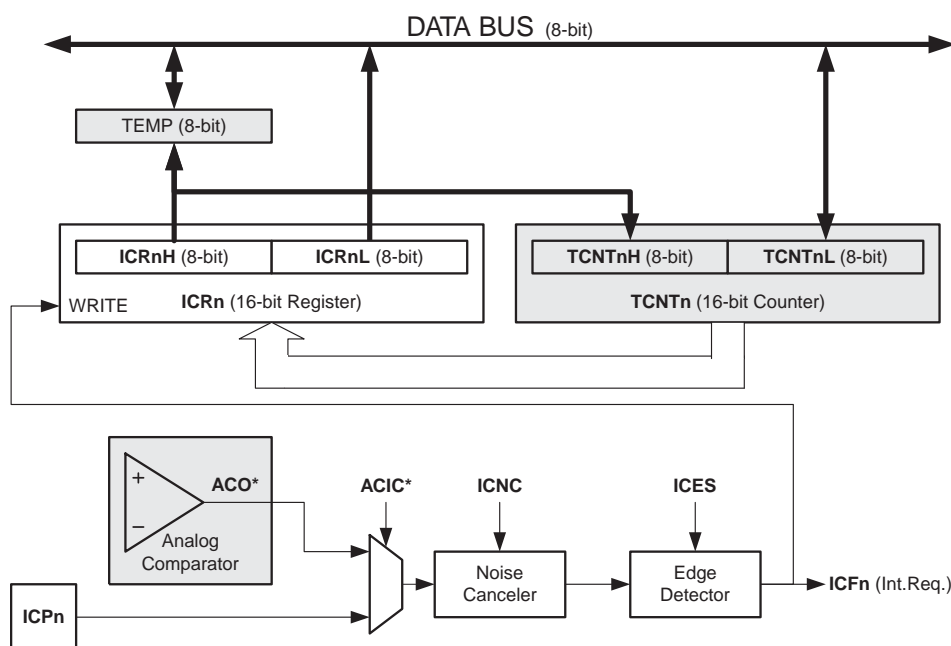 DATA BUS (8-bit)
TEMP (8-bit)
ICRnH (8-bit) ICRnL (8-bit) TCNTnH (8-bit) TCNTnL (8-bit)
WRITE ICRn (16-bit Register) TCNTn (16-bit Counter)
+
ACO* ACIC* ICNC ICES
−
Analog
Comparator
Noise
Canceler
Edge
Detector
ICFn (Int.Req.)
ICPn